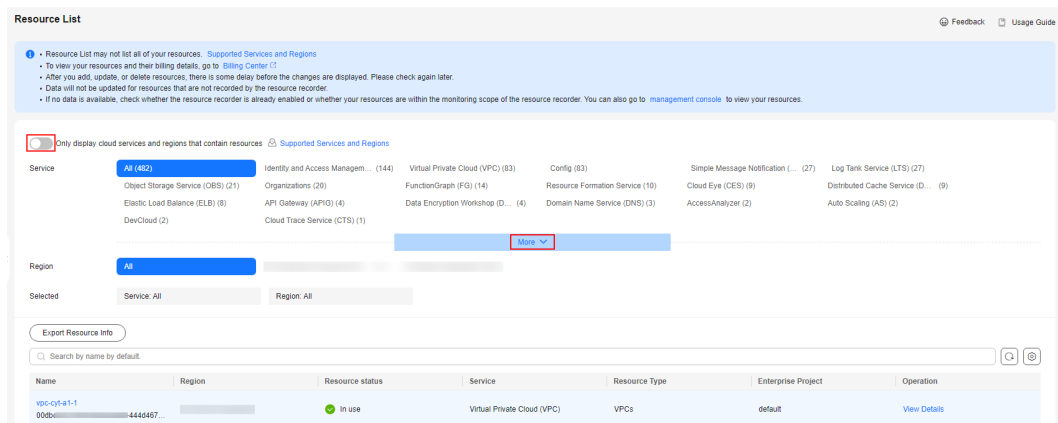 Resource List
Feedback Usage Guide
• Resource List may not list all of your resources. Supported Services and Regions
• To view your resources and their billing details, go to Billing Center
• After you add, update, or delete resources, there is some delay before the changes are displayed. Please check again later.
• Data will not be updated for resources that are not recorded by the resource recorder.
• If no data is available, check whether the resource recorder is already enabled or whether your resources are within the monitoring scope of the resource recorder. You can also go to management console to view your resources.
Only display cloud services and regions that contain resources Supported Services and Regions
Service All (482) Identity and Access Managem... (144) Virtual Private Cloud (VPC) (83) Config (83) Simple Message Notification (... (27) Log Tank Service (LTS) (27)
Object Storage Service (OBS) (21) Organizations (20) FunctionGraph (FG) (14) Resource Formation Service (10) Cloud Eye (CES) (9) Distributed Cache Service (D... (9)
Elastic Load Balance (ELB) (8) API Gateway (APIG) (4) Data Encryption Workshop (D... (4) Domain Name Service (DNS) (3) AccessAnalyzer (2) Auto Scaling (AS) (2)
DevCloud (2) Cloud Trace Service (CTS) (1)
More
Region All
Selected Service: All Region: All
Export Resource Info
Search by name by default.
Name Region Resource status Service Resource Type Enterprise Project Operation
vpc-cyt-a1-1
00dbc -444d467... In use Virtual Private Cloud (VPC) VPCs default View Details